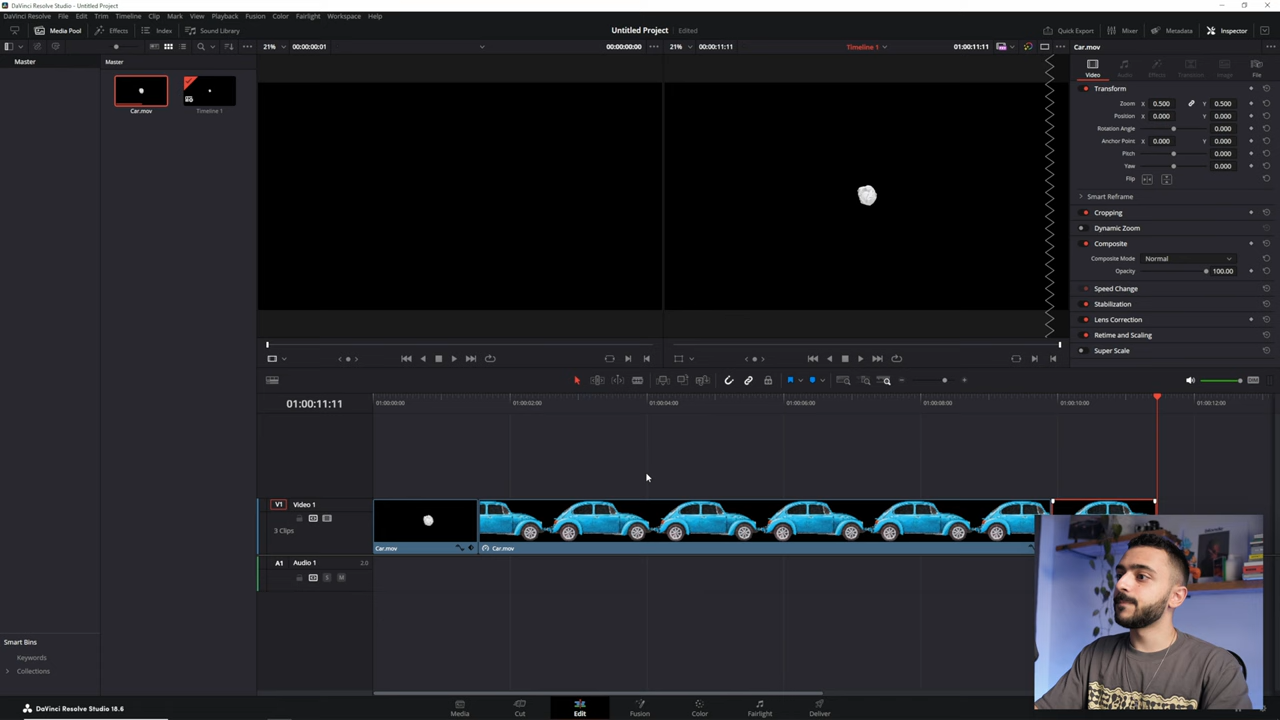 DaVinci Resolve Studio - Untitled Project
DaVinci Resolve File Edit Trim Timeline Clip Mark View Playback Fusion Color Fairlight Workspace Help
Media Pool Effects Index Sound Library
Untitled Project Edited
Quick Export Mixer Metadata Inspector
21% 00:00:00:01 00:00:00:00 21% 00:00:11:11 Timeline 1 01:00:11:11
Car.mov
Master
Master
Car.mov
Timeline 1
Video Audio Effects Transition Image File
Transform
Zoom X 0.500 Y 0.500
Position X 0.000 Y 0.000
Rotation Angle 0.000
Anchor Point X 0.000 Y 0.000
Pitch 0.000
Yaw 0.000
Flip
Smart Reframe
Cropping
Dynamic Zoom
Composite
Composite Mode Normal
Opacity 100.00
Speed Change
Stabilization
Lens Correction
Retime and Scaling
Super Scale
01:00:11:11
01:00:00:00 01:00:02:00 01:00:04:00 01:00:06:00 01:00:08:00 01:00:10:00 01:00:12:00
V1 Video 1
3 Clips
Car.mov
Car.mov
A1 Audio 1 2.0
S M
Smart Bins
Keywords
Collections
DaVinci Resolve Studio 18.6
Media Cut Edit Fusion Color Fairlight Deliver